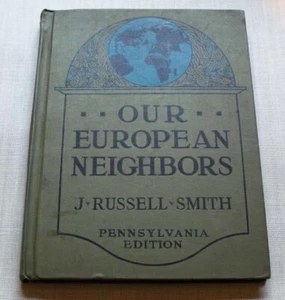 OUR
EUROPEAN
NEIGHBORS
J·RUSSELL·SMITH
PENNSYLVANIA
EDITION